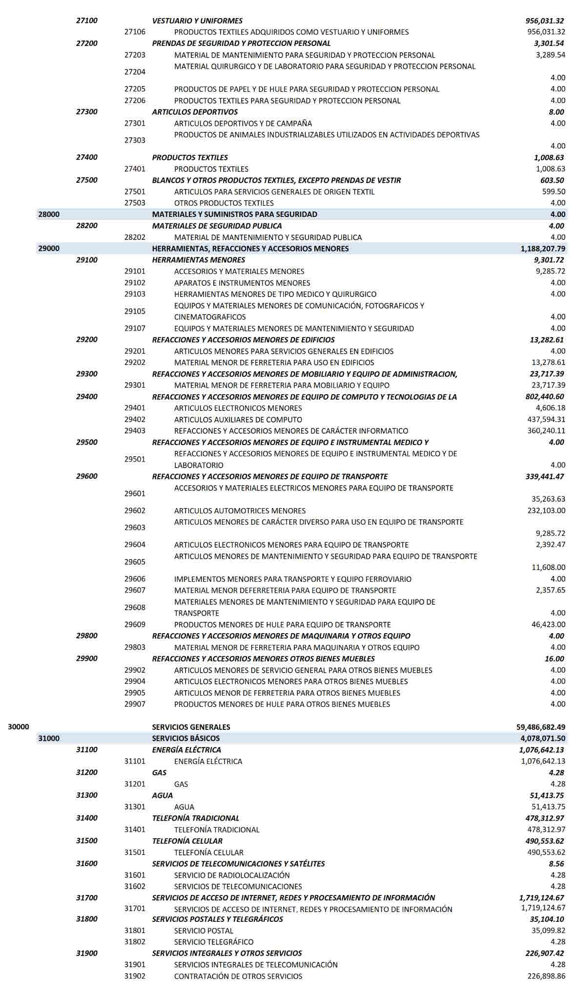 27100 VESTUARIO Y UNIFORMES 956,031.32
27106 PRODUCTOS TEXTILES ADQUIRIDOS COMO VESTUARIO Y UNIFORMES 956,031.32
27200 PRENDAS DE SEGURIDAD Y PROTECCION PERSONAL 3,301.54
27203 MATERIAL DE MANTENIMIENTO PARA SEGURIDAD Y PROTECCION PERSONAL 3,289.54
27204 MATERIAL QUIRURGICO Y DE LABORATORIO PARA SEGURIDAD Y PROTECCION PERSONAL
4.00
27205 PRODUCTOS DE PAPEL Y DE HULE PARA SEGURIDAD Y PROTECCION PERSONAL 4.00
27206 PRODUCTOS TEXTILES PARA SEGURIDAD Y PROTECCION PERSONAL 4.00
27300 ARTICULOS DEPORTIVOS 8.00
27301 ARTICULOS DEPORTIVOS Y DE CAMPAÑA 4.00
27303 PRODUCTOS DE ANIMALES INDUSTRIALIZABLES UTILIZADOS EN ACTIVIDADES DEPORTIVAS
4.00
27400 PRODUCTOS TEXTILES 1,008.63
27401 PRODUCTOS TEXTILES 1,008.63
27500 BLANCOS Y OTROS PRODUCTOS TEXTILES, EXCEPTO PRENDAS DE VESTIR 603.50
27501 ARTICULOS PARA SERVICIOS GENERALES DE ORIGEN TEXTIL 599.50
27503 OTROS PRODUCTOS TEXTILES 4.00
28000 MATERIALES Y SUMINISTROS PARA SEGURIDAD 4.00
28200 MATERIALES DE SEGURIDAD PUBLICA 4.00
28202 MATERIAL DE MANTENIMIENTO Y SEGURIDAD PUBLICA 4.00
29000 HERRAMIENTAS, REFACCIONES Y ACCESORIOS MENORES 1,188,207.79
29100 HERRAMIENTAS MENORES 9,301.72
29101 ACCESORIOS Y MATERIALES MENORES 9,285.72
29102 APARATOS E INSTRUMENTOS MENORES 4.00
29103 HERRAMIENTAS MENORES DE TIPO MEDICO Y QUIRURGICO 4.00
29105 EQUIPOS Y MATERIALES MENORES DE COMUNICACIÓN, FOTOGRAFICOS Y
CINEMATOGRAFICOS 4.00
29107 EQUIPOS Y MATERIALES MENORES DE MANTENIMIENTO Y SEGURIDAD 4.00
29200 REFACCIONES Y ACCESORIOS MENORES DE EDIFICIOS 13,282.61
29201 ARTICULOS MENORES PARA SERVICIOS GENERALES EN EDIFICIOS 4.00
29202 MATERIAL MENOR DE FERRETERIA PARA USO EN EDIFICIOS 13,278.61
29300 REFACCIONES Y ACCESORIOS MENORES DE MOBILIARIO Y EQUIPO DE ADMINISTRACION, 23,717.39
29301 MATERIAL MENOR DE FERRETERIA PARA MOBILIARIO Y EQUIPO 23,717.39
29400 REFACCIONES Y ACCESORIOS MENORES DE EQUIPO DE COMPUTO Y TECNOLOGIAS DE LA 802,440.60
29401 ARTICULOS ELECTRONICOS MENORES 4,606.18
29402 ARTICULOS AUXILIARES DE COMPUTO 437,594.31
29403 REFACCIONES Y ACCESORIOS MENORES DE CARÁCTER INFORMATICO 360,240.11
29500 REFACCIONES Y ACCESORIOS MENORES DE EQUIPO E INSTRUMENTAL MEDICO Y 4.00
29501 REFACCIONES Y ACCESORIOS MENORES DE EQUIPO E INSTRUMENTAL MEDICO Y DE
LABORATORIO 4.00
29600 REFACCIONES Y ACCESORIOS MENORES DE EQUIPO DE TRANSPORTE 339,441.47
29601 ACCESORIOS Y MATERIALES ELECTRICOS MENORES PARA EQUIPO DE TRANSPORTE
35,263.63
29602 ARTICULOS AUTOMOTRICES MENORES 232,103.00
29603 ARTICULOS MENORES DE CARÁCTER DIVERSO PARA USO EN EQUIPO DE TRANSPORTE
9,285.72
29604 ARTICULOS ELECTRONICOS MENORES PARA EQUIPO DE TRANSPORTE 2,392.47
29605 ARTICULOS MENORES DE MANTENIMIENTO Y SEGURIDAD PARA EQUIPO DE TRANSPORTE
11,608.00
29606 IMPLEMENTOS MENORES PARA TRANSPORTE Y EQUIPO FERROVIARIO 4.00
29607 MATERIAL MENOR DEFERRETERIA PARA EQUIPO DE TRANSPORTE 2,357.65
29608 MATERIALES MENORES DE MANTENIMIENTO Y SEGURIDAD PARA EQUIPO DE
TRANSPORTE 4.00
29609 PRODUCTOS MENORES DE HULE PARA EQUIPO DE TRANSPORTE 46,423.00
29800 REFACCIONES Y ACCESORIOS MENORES DE MAQUINARIA Y OTROS EQUIPO 4.00
29803 MATERIAL MENOR DE FERRETERIA PARA MAQUINARIA Y OTROS EQUIPO 4.00
29900 REFACCIONES Y ACCESORIOS MENORES OTROS BIENES MUEBLES 16.00
29902 ARTICULOS MENORES DE SERVICIO GENERAL PARA OTROS BIENES MUEBLES 4.00
29904 ARTICULOS ELECTRONICOS MENORES PARA OTROS BIENES MUEBLES 4.00
29905 ARTICULOS MENOR DE FERRETERIA PARA OTROS BIENES MUEBLES 4.00
29907 PRODUCTOS MENORES DE HULE PARA OTROS BIENES MUEBLES 4.00
30000 SERVICIOS GENERALES 59,486,682.49
31000 SERVICIOS BÁSICOS 4,078,071.50
31100 ENERGÍA ELÉCTRICA 1,076,642.13
31101 ENERGÍA ELÉCTRICA 1,076,642.13
31200 GAS 4.28
31201 GAS 4.28
31300 AGUA 51,413.75
31301 AGUA 51,413.75
31400 TELEFONÍA TRADICIONAL 478,312.97
31401 TELEFONÍA TRADICIONAL 478,312.97
31500 TELEFONÍA CELULAR 490,553.62
31501 TELEFONÍA CELULAR 490,553.62
31600 SERVICIOS DE TELECOMUNICACIONES Y SATÉLITES 8.56
31601 SERVICIO DE RADIOLOCALIZACIÓN 4.28
31602 SERVICIOS DE TELECOMUNICACIONES 4.28
31700 SERVICIOS DE ACCESO DE INTERNET, REDES Y PROCESAMIENTO DE INFORMACIÓN 1,719,124.67
31701 SERVICIOS DE ACCESO DE INTERNET, REDES Y PROCESAMIENTO DE INFORMACIÓN 1,719,124.67
31800 SERVICIOS POSTALES Y TELEGRÁFICOS 35,104.10
31801 SERVICIO POSTAL 35,099.82
31802 SERVICIO TELEGRÁFICO 4.28
31900 SERVICIOS INTEGRALES Y OTROS SERVICIOS 226,907.42
31901 SERVICIOS INTEGRALES DE TELECOMUNICACIÓN 4.28
31902 CONTRATACIÓN DE OTROS SERVICIOS 226,898.86